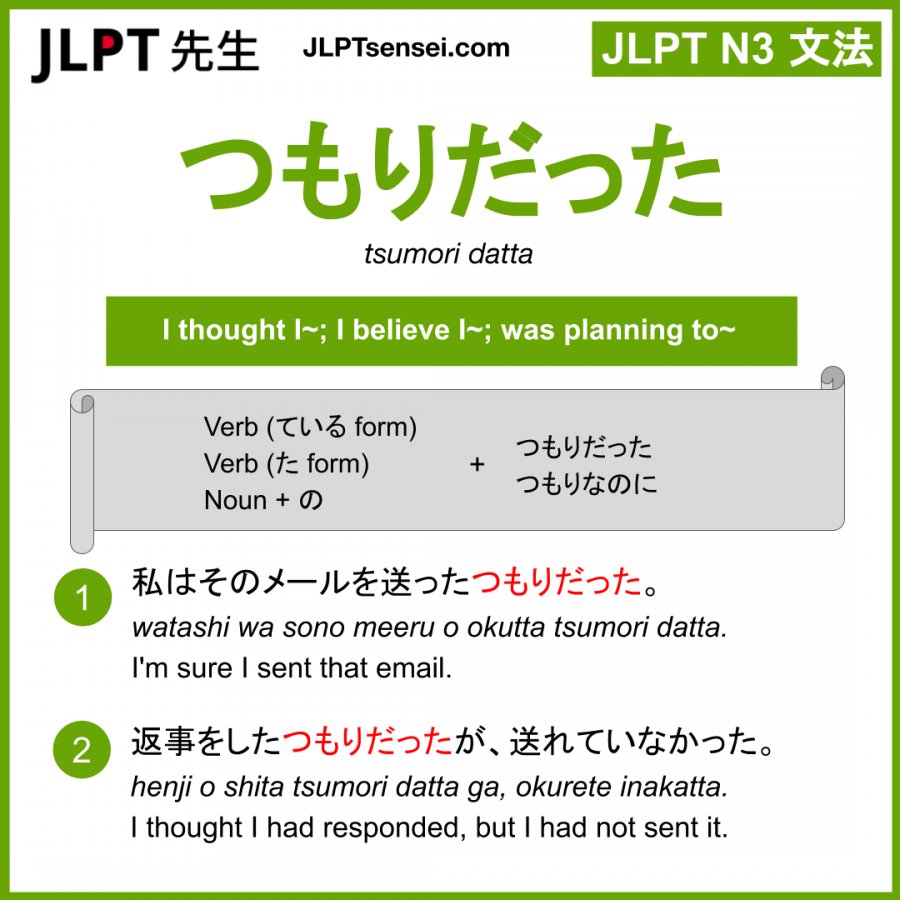 JLPT 先生
JLPTsensei.com
JLPT N3 文法
つもりだった
tsumori datta
I thought I~; I believe I~; was planning to~
Verb (ている form)
Verb (た form)
Noun + の
+
つもりだった
つもりなのに
1
私はそのメールを送ったつもりだった。
watashi wa sono meeru o okutta tsumori datta.
I'm sure I sent that email.
2
返事をしたつもりだったが、送れていなかった。
henji o shita tsumori datta ga, okurete inakatta.
I thought I had responded, but I had not sent it.